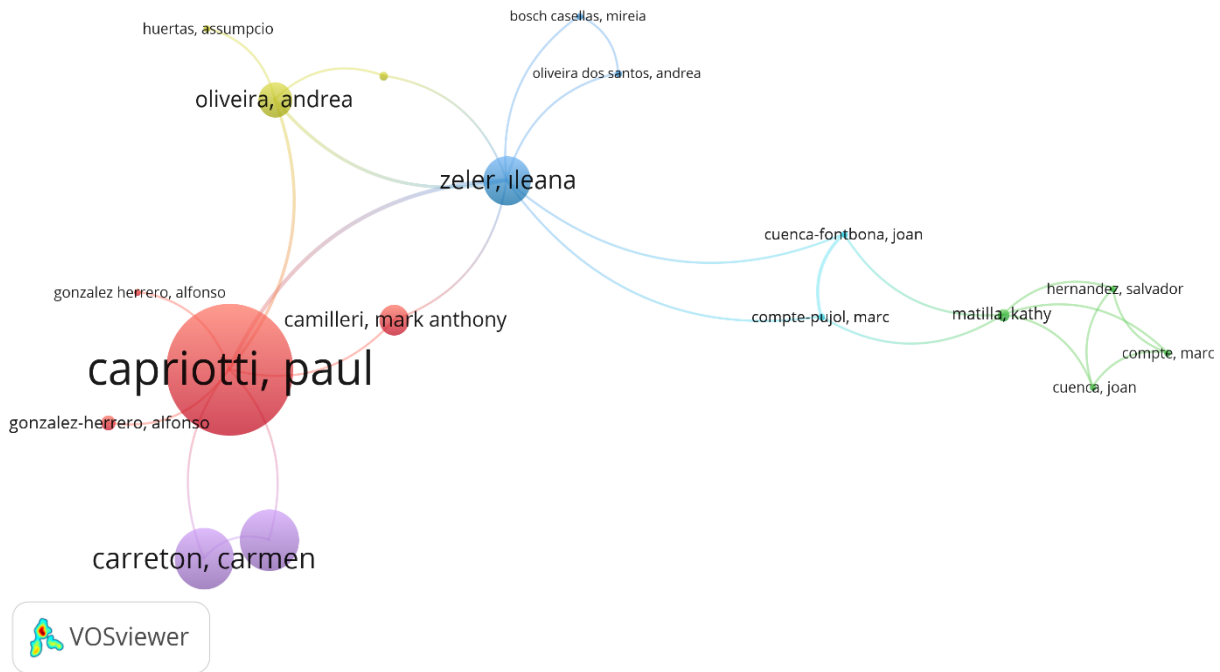 bosch casellas, mireia
huertas, assumpcio
oliveira dos santos, andrea
oliveira, andrea
zeler, ileana
cuenca-fontbona, joan
gonzalez herrero, alfonso
hernandez, salvador
camilleri, mark anthony
compte-pujol, marc
matilla, kathy
compte, marc
capriotti, paul
cuenca, joan
gonzalez-herrero, alfonso
carreton, carmen
VOSviewer